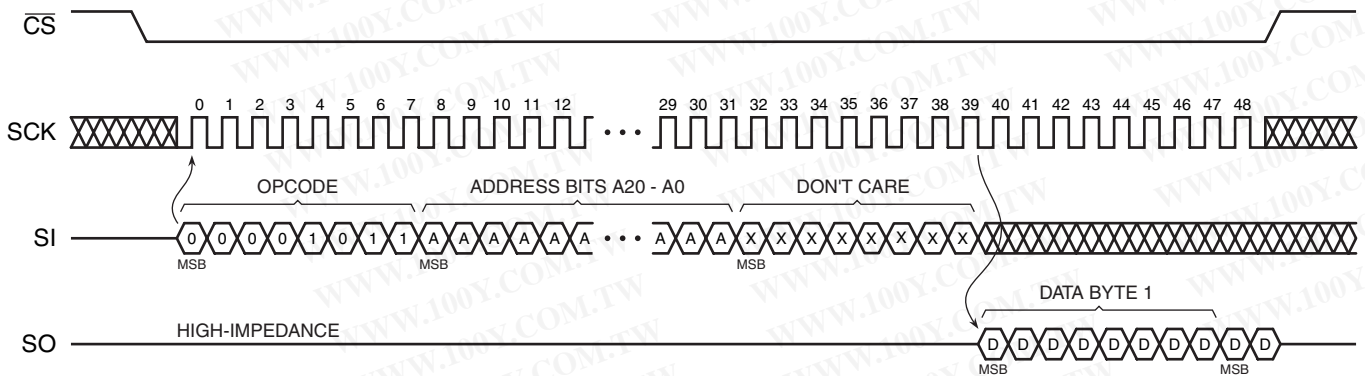 CS
0 1 2 3 4 5 6 7 8 9 10 11 12 29 30 31 32 33 34 35 36 37 38 39 40 41 42 43 44 45 46 47 48
SCK • • •
OPCODE ADDRESS BITS A20 - A0 DON'T CARE
SI 0 0 0 0 1 0 1 1 A A A A A A • • • A A A X X X X X X X X
MSB MSB MSB
DATA BYTE 1
HIGH-IMPEDANCE
SO D D D D D D D D D D
MSB MSB
WWW.100Y.COM.TW